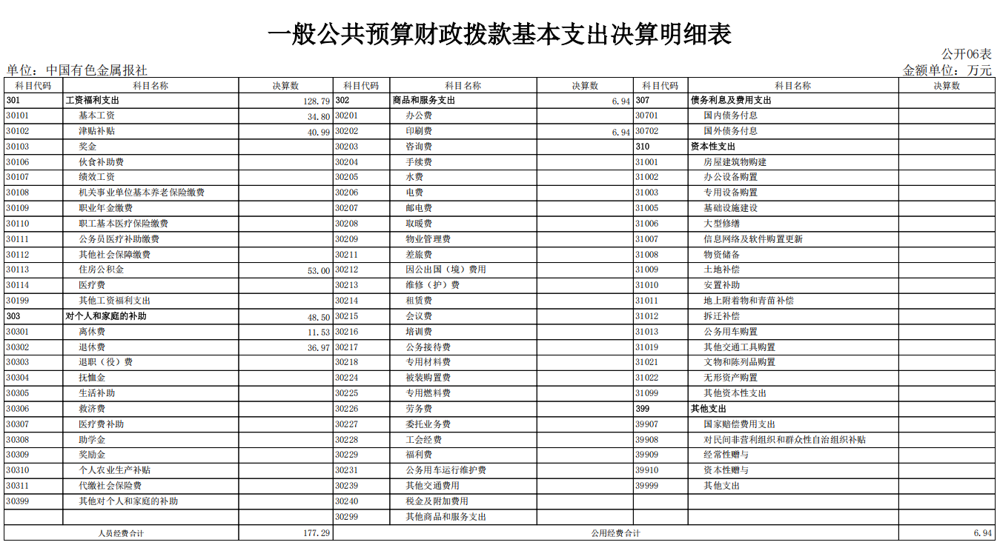 一般公共预算财政拨款基本支出决算明细表
公开06表
单位：中国有色金属报社 金额单位：万元
科目代码 科目名称 决算数 科目代码 科目名称 决算数 科目代码 科目名称 决算数
301 工资福利支出 128.79 302 商品和服务支出 6.94 307 债务利息及费用支出
30101 基本工资 34.80 30201 办公费 30701 国内债务付息
30102 津贴补贴 40.99 30202 印刷费 6.94 30702 国外债务付息
30103 奖金 30203 咨询费 310 资本性支出
30106 伙食补助费 30204 手续费 31001 房屋建筑物购建
30107 绩效工资 30205 水费 31002 办公设备购置
30108 机关事业单位基本养老保险缴费 30206 电费 31003 专用设备购置
30109 职业年金缴费 30207 邮电费 31005 基础设施建设
30110 职工基本医疗保险缴费 30208 取暖费 31006 大型修缮
30111 公务员医疗补助缴费 30209 物业管理费 31007 信息网络及软件购置更新
30112 其他社会保障缴费 30211 差旅费 31008 物资储备
30113 住房公积金 53.00 30212 因公出国（境）费用 31009 土地补偿
30114 医疗费 30213 维修（护）费 31010 安置补助
30199 其他工资福利支出 30214 租赁费 31011 地上附着物和青苗补偿
303 对个人和家庭的补助 48.50 30215 会议费 31012 拆迁补偿
30301 离休费 11.53 30216 培训费 31013 公务用车购置
30302 退休费 36.97 30217 公务接待费 31019 其他交通工具购置
30303 退职（役）费 30218 专用材料费 31021 文物和陈列品购置
30304 抚恤金 30224 被装购置费 31022 无形资产购置
30305 生活补助 30225 专用燃料费 31099 其他资本性支出
30306 救济费 30226 劳务费 399 其他支出
30307 医疗费补助 30227 委托业务费 39907 国家赔偿费用支出
30308 助学金 30228 工会经费 39908 对民间非营利组织和群众性自治组织补贴
30309 奖励金 30229 福利费 39909 经常性赠与
30310 个人农业生产补贴 30231 公务用车运行维护费 39910 资本性赠与
30311 代缴社会保险费 30239 其他交通费用 39999 其他支出
30399 其他对个人和家庭的补助 30240 税金及附加费用
30299 其他商品和服务支出
人员经费合计 177.29 公用经费合计 6.94